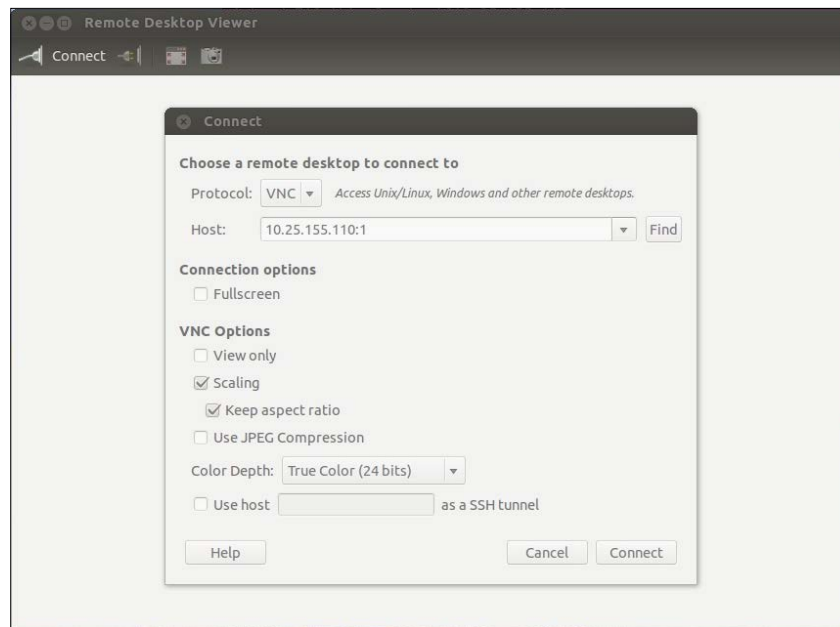 Remote Desktop Viewer
Connect
Connect
Choose a remote desktop to connect to
Protocol: VNC Access Unix/Linux, Windows and other remote desktops.
Host: 10.25.155.110:1 Find
Connection options
Fullscreen
VNC Options
View only
Scaling
Keep aspect ratio
Use JPEG Compression
Color Depth: True Color (24 bits)
Use host as a SSH tunnel
Help Cancel Connect